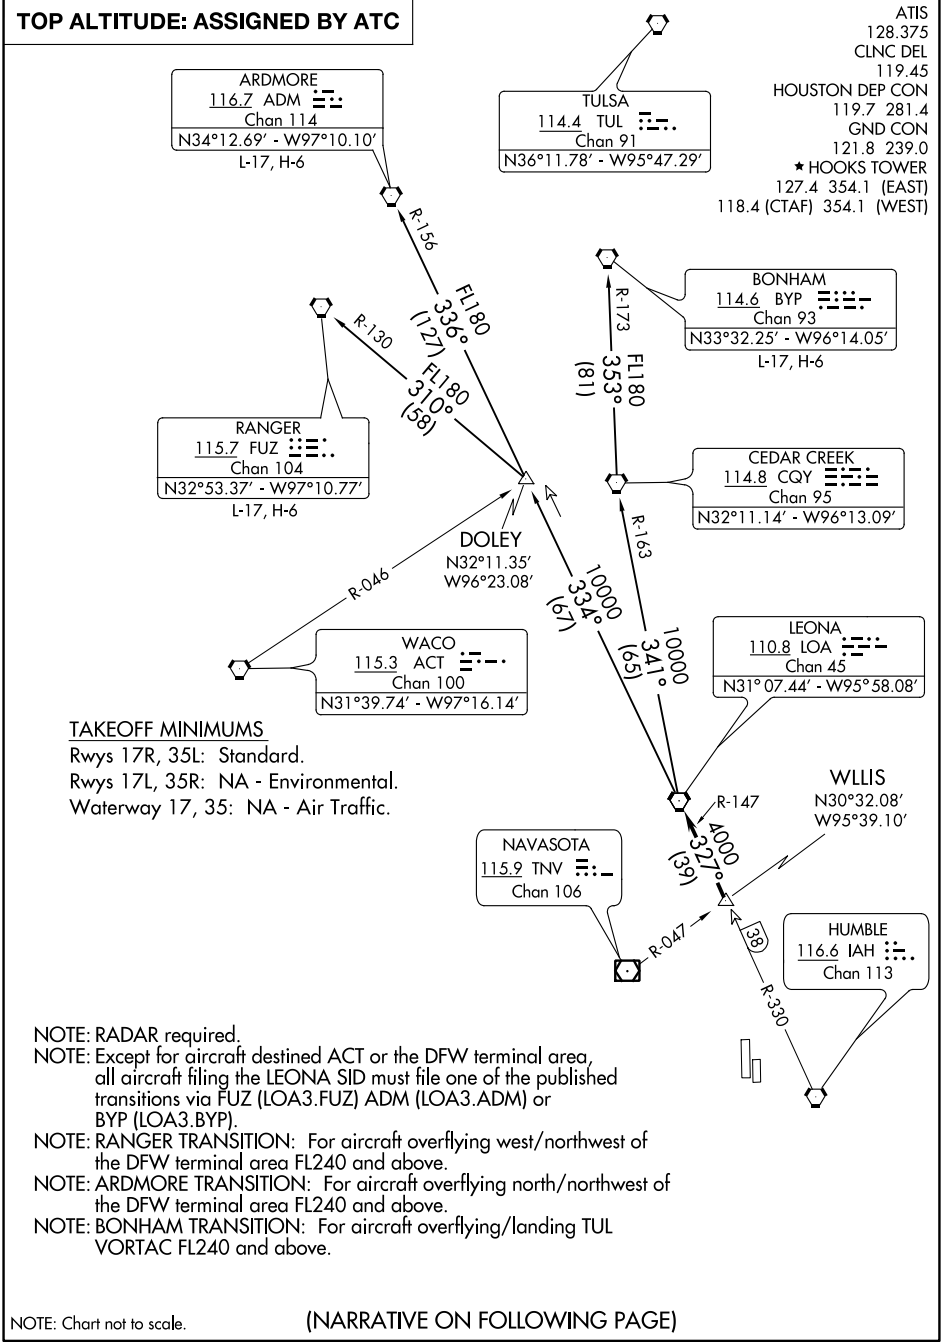 TOP ALTITUDE: ASSIGNED BY ATC
ATIS
128.375
CLNC DEL
119.45
HOUSTON DEP CON
119.7 281.4
GND CON
121.8 239.0
★ HOOKS TOWER
127.4 354.1 (EAST)
118.4 (CTAF) 354.1 (WEST)
ARDMORE
116.7 ADM
Chan 114
N34°12.69′ - W97°10.10′
L-17, H-6
TULSA
114.4 TUL
Chan 91
N36°11.78′ - W95°47.29′
R-156
FL180
336°
(127)
BONHAM
114.6 BYP
Chan 93
N33°32.25′ - W96°14.05′
L-17, H-6
R-173
FL180
353°
(81)
R-130
FL180
310°
(58)
RANGER
115.7 FUZ
Chan 104
N32°53.37′ - W97°10.77′
L-17, H-6
CEDAR CREEK
114.8 CQY
Chan 95
N32°11.14′ - W96°13.09′
DOLEY
N32°11.35′
W96°23.08′
R-163
R-046
10000
334°
(67)
10000
341°
(65)
WACO
115.3 ACT
Chan 100
N31°39.74′ - W97°16.14′
LEONA
110.8 LOA
Chan 45
N31°07.44′ - W95°58.08′
TAKEOFF MINIMUMS
Rwys 17R, 35L: Standard.
Rwys 17L, 35R: NA - Environmental.
Waterway 17, 35: NA - Air Traffic.
WLLIS
N30°32.08′
W95°39.10′
R-147
4000
327°
(39)
NAVASOTA
115.9 TNV
Chan 106
R-047
38
R-330
HUMBLE
116.6 IAH
Chan 113
NOTE: RADAR required.
NOTE: Except for aircraft destined ACT or the DFW terminal area,
all aircraft filing the LEONA SID must file one of the published
transitions via FUZ (LOA3.FUZ) ADM (LOA3.ADM) or
BYP (LOA3.BYP).
NOTE: RANGER TRANSITION: For aircraft overflying west/northwest of
the DFW terminal area FL240 and above.
NOTE: ARDMORE TRANSITION: For aircraft overflying north/northwest of
the DFW terminal area FL240 and above.
NOTE: BONHAM TRANSITION: For aircraft overflying/landing TUL
VORTAC FL240 and above.
NOTE: Chart not to scale.
(NARRATIVE ON FOLLOWING PAGE)